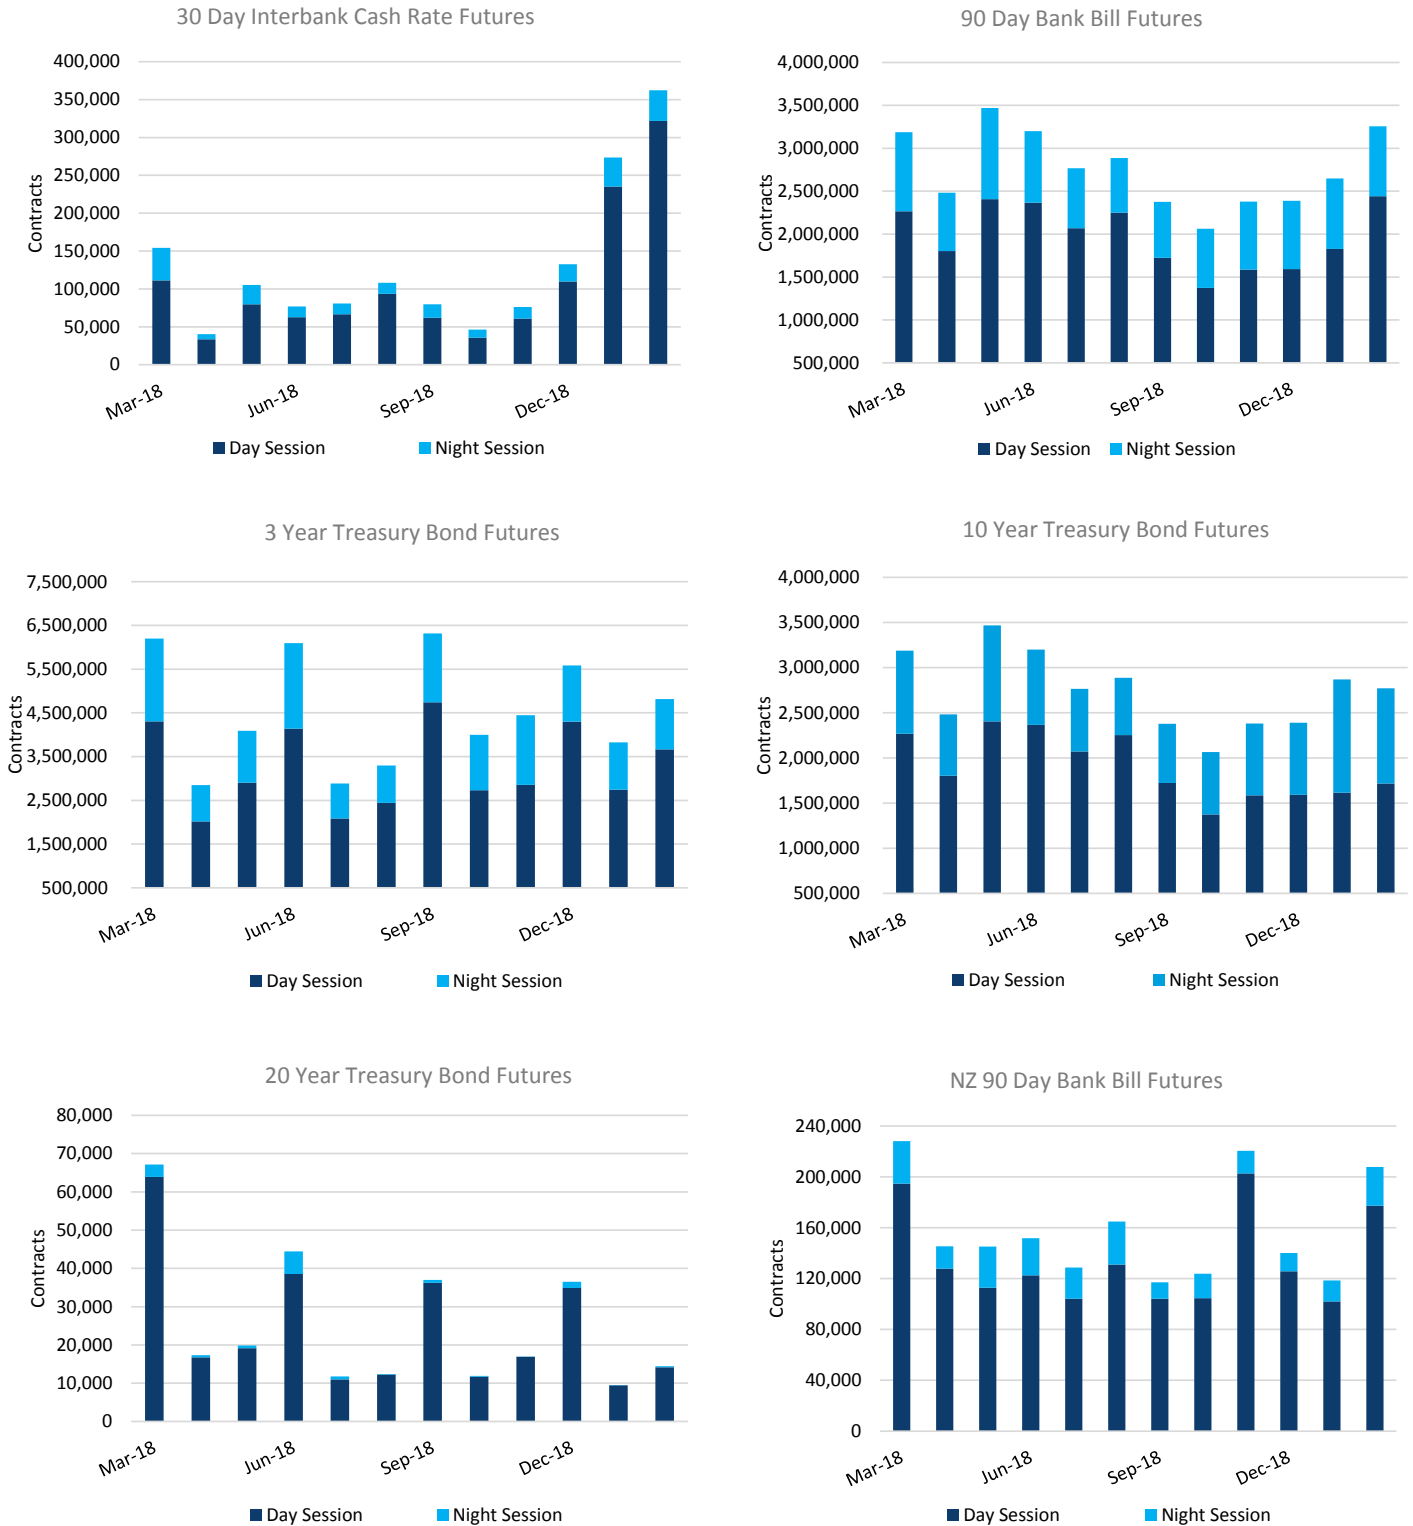 30 Day Interbank Cash Rate Futures
400,000
350,000
300,000
250,000
200,000
150,000
100,000
50,000
0
Contracts
Mar-18
Jun-18
Sep-18
Dec-18
Day Session
Night Session
90 Day Bank Bill Futures
4,000,000
3,500,000
3,000,000
2,500,000
2,000,000
1,500,000
1,000,000
500,000
Contracts
Mar-18
Jun-18
Sep-18
Dec-18
Day Session
Night Session
3 Year Treasury Bond Futures
7,500,000
6,500,000
5,500,000
4,500,000
3,500,000
2,500,000
1,500,000
500,000
Contracts
Mar-18
Jun-18
Sep-18
Dec-18
Day Session
Night Session
10 Year Treasury Bond Futures
4,000,000
3,500,000
3,000,000
2,500,000
2,000,000
1,500,000
1,000,000
500,000
Contracts
Mar-18
Jun-18
Sep-18
Dec-18
Day Session
Night Session
20 Year Treasury Bond Futures
80,000
70,000
60,000
50,000
40,000
30,000
20,000
10,000
0
Contracts
Mar-18
Jun-18
Sep-18
Dec-18
Day Session
Night Session
NZ 90 Day Bank Bill Futures
240,000
200,000
160,000
120,000
80,000
40,000
0
Contracts
Mar-18
Jun-18
Sep-18
Dec-18
Day Session
Night Session